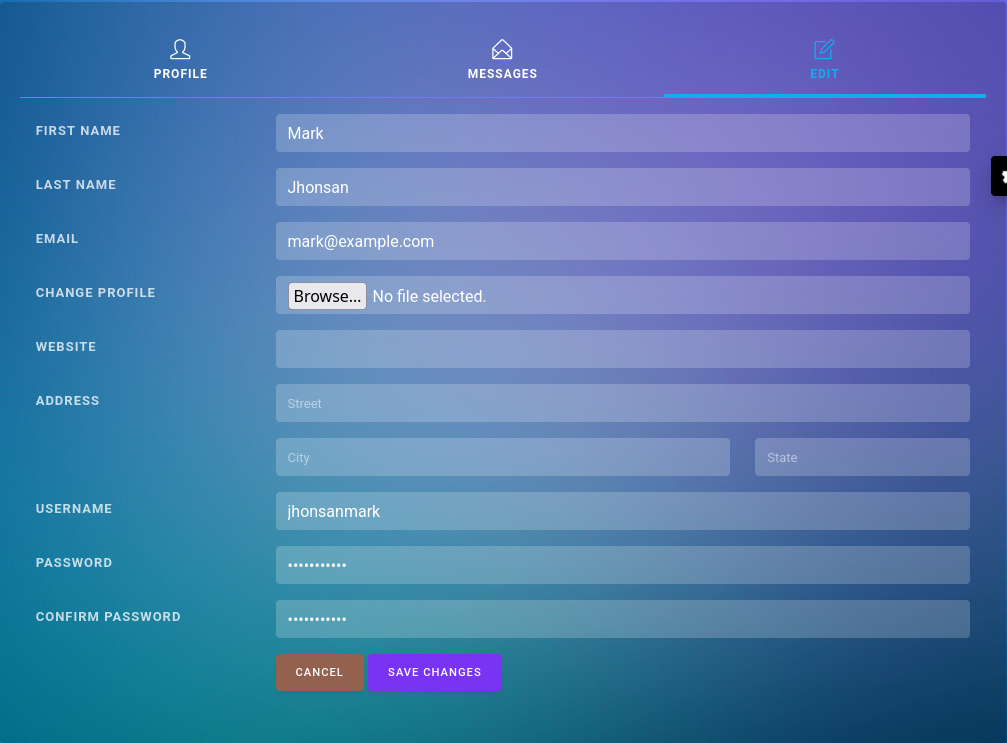 PROFILE MESSAGES EDIT
FIRST NAME Mark
LAST NAME Jhonsan
EMAIL mark@example.com
CHANGE PROFILE Browse... No file selected.
WEBSITE
ADDRESS Street
City State
USERNAME jhonsanmark
PASSWORD •••••••••••
CONFIRM PASSWORD •••••••••••
CANCEL SAVE CHANGES